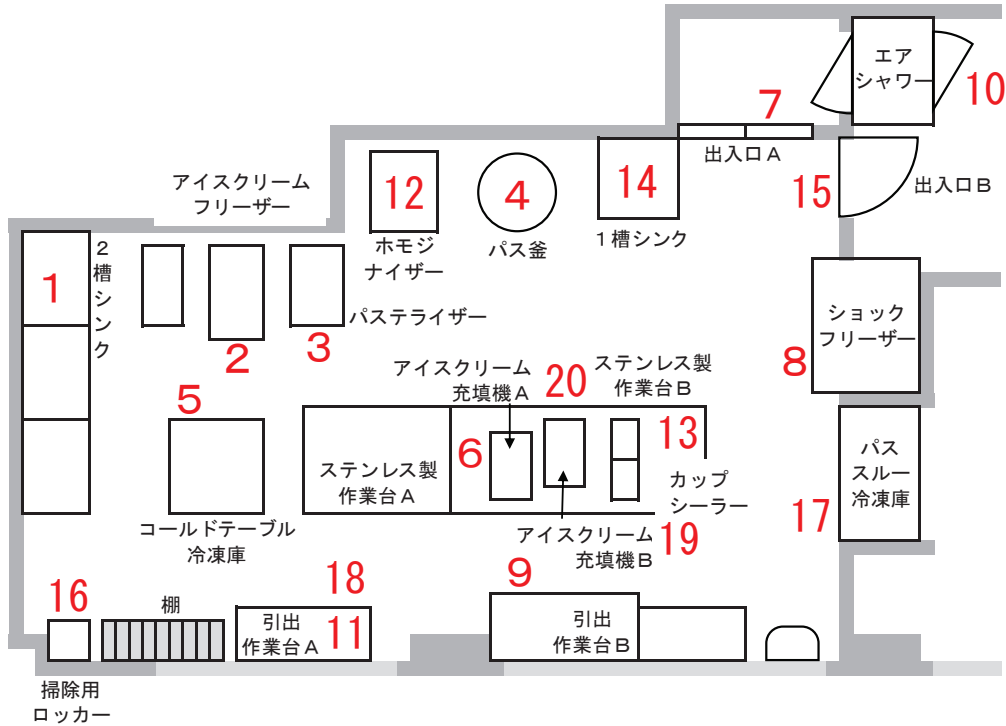 エア
シャワー
10
7
出入口A
15
出入口B
アイスクリーム
フリーザー
12
ホモジ
ナイザー
4
パス釜
14
1槽シンク
1
2槽シンク
2
3
パステライザー
ショック
フリーザー
8
5
コールドテーブル
冷凍庫
アイスクリーム
充填機A
20
ステンレス製
作業台B
6
13
ステンレス製
作業台A
カップ
シーラー
19
アイスクリーム
充填機B
パス
スルー
冷凍庫
17
16
棚
18
引出
作業台A
11
9
引出
作業台B
掃除用
ロッカー